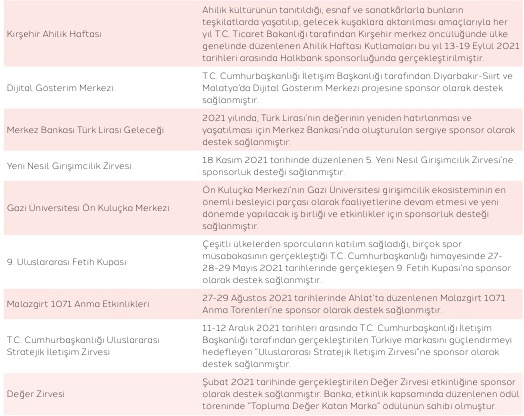 Kırşehir Ahilik Haftası
Ahilik kültürünün tanıtıldığı, esnaf ve sanatkârlarla bunların
teşkilatlarda yaşatılıp, gelecek kuşaklara aktarılması amaçlarıyla her
yıl T.C. Ticaret Bakanlığı tarafından Kırşehir merkez öncülüğünde ülke
genelinde düzenlenen Ahilik Haftası Kutlamaları bu yıl 13-19 Eylül 2021
tarihleri arasında Halkbank sponsorluğunda gerçekleştirilmiştir.
Dijital Gösterim Merkezi
T.C. Cumhurbaşkanlığı İletişim Başkanlığı tarafından Diyarbakır-Siirt ve
Malatya'da Dijital Gösterim Merkezi projesine sponsor olarak destek
sağlanmıştır.
Merkez Bankası Türk Lirası Geleceği
2021 yılında, Türk Lirası'nın değerinin yeniden hatırlanması ve
yaşatılması için Merkez Bankası'nda oluşturulan sergiye sponsor olarak
destek sağlanmıştır.
Yeni Nesil Girişimcilik Zirvesi
18 Kasım 2021 tarihinde düzenlenen 5. Yeni Nesil Girişimcilik Zirvesi'ne
sponsorluk desteği sağlanmıştır.
Gazi Üniversitesi Ön Kuluçka Merkezi
Ön Kuluçka Merkezi'nin Gazi Üniversitesi girişimcilik ekosisteminin en
önemli besleyici parçası olarak faaliyetlerine devam etmesi ve yeni
dönemde yapılacak iş birliği ve etkinlikler için sponsorluk desteği
sağlanmıştır.
9. Uluslararası Fetih Kupası
Çeşitli ülkelerden sporcuların katılım sağladığı, birçok spor
müsabakasının gerçekleştiği T.C. Cumhurbaşkanlığı himayesinde 27-
28-29 Mayıs 2021 tarihlerinde gerçekleşen 9. Fetih Kupası'na sponsor
olarak destek sağlanmıştır.
Malazgirt 1071 Anma Etkinlikleri
27-29 Ağustos 2021 tarihlerinde Ahlat'ta düzenlenen Malazgirt 1071
Anma Törenleri'ne sponsor olarak destek sağlanmıştır.
T.C. Cumhurbaşkanlığı Uluslararası
Stratejik İletişim Zirvesi
11-12 Aralık 2021 tarihleri arasında T.C. Cumhurbaşkanlığı İletişim
Başkanlığı tarafından gerçekleştirilen Türkiye markasını güçlendirmeyi
hedefleyen "Uluslararası Stratejik İletişim Zirvesi"ne sponsor olarak
destek sağlanmıştır.
Değer Zirvesi
Şubat 2021 tarihinde gerçekleştirilen Değer Zirvesi etkinliğine sponsor
olarak destek sağlanmıştır. Banka, etkinlik kapsamında düzenlenen ödül
töreninde "Topluma Değer Katan Marka" ödülünün sahibi olmuştur.